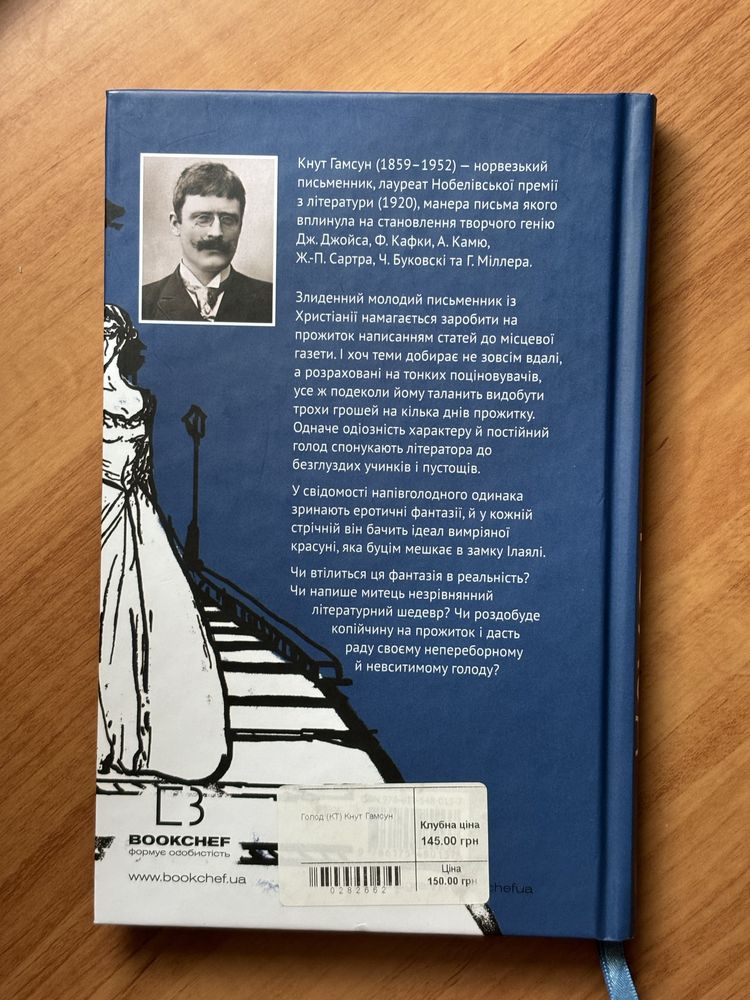 Кнут Гамсун (1859–1952) — норвезький
письменник, лауреат Нобелівської премії
з літератури (1920), манера письма якого
вплинула на становлення творчого генію
Дж. Джойса, Ф. Кафки, А. Камю,
Ж.-П. Сартра, Ч. Буковскі та Г. Міллера.
Злиденний молодий письменник із
Християнії намагається заробити на
прожиток написанням статей до місцевої
газети. І хоч теми добирає не зовсім вдалі,
а розраховані на тонких поціновувачів,
усе ж подеколи йому таланить видобути
трохи грошей на кілька днів прожитку.
Одначе одіозність характеру й постійний
голод спонукають літератора до
безглуздих учинків і пустощів.
У свідомості напівголодного одинака
зринають еротичні фантазії, й у кожній
стрічній він бачить ідеал вимріяної
красуні, яка буцім мешкає в замку Ілаялі.
Чи втілиться ця фантазія в реальність?
Чи напише митець незрівнянний
літературний шедевр? Чи роздобуде
копійчину на прожиток і дасть
раду своєму непереборному
й невситимому голоду?
BOOKCHEF
формує особистість
www.bookchef.ua
Голод (КТ) Кнут Гамсун
0282662
Клубна ціна
145.00 грн
Ціна
150.00 грн